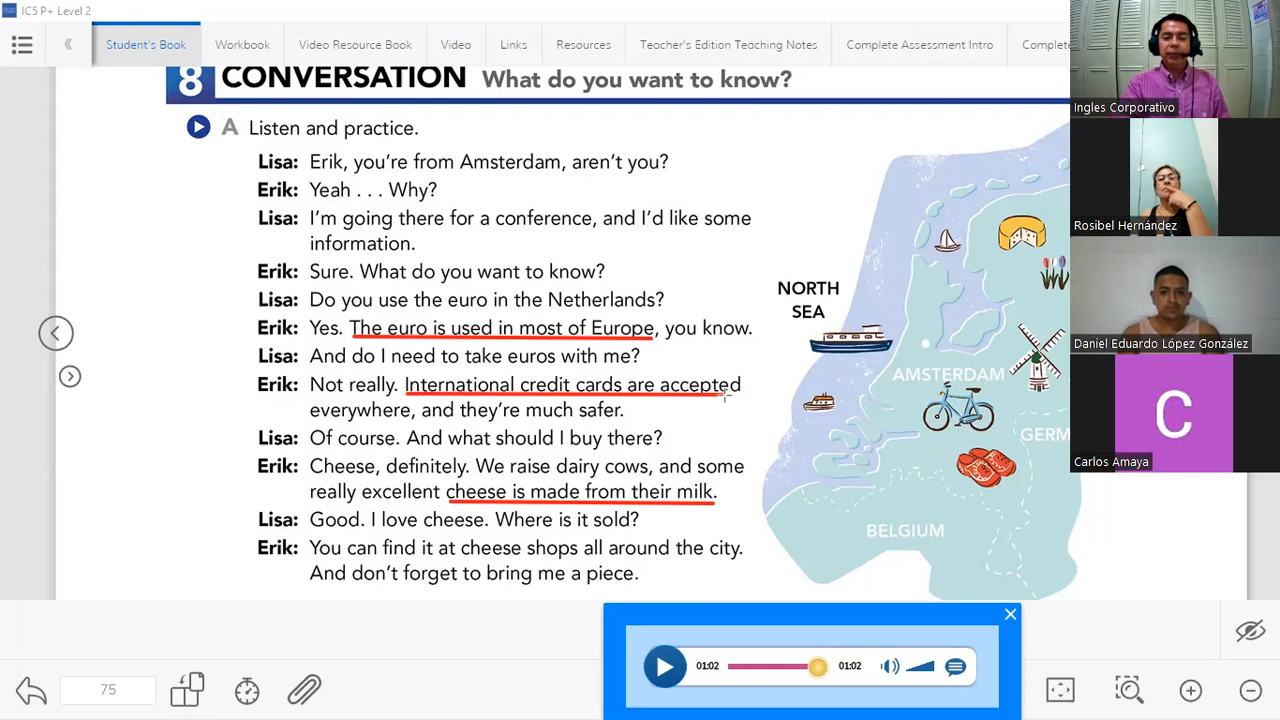 IC5 P+ Level 2
Student's Book
Workbook
Video Resource Book
Video
Links
Resources
Teacher's Edition Teaching Notes
Complete Assessment Intro
Complete
8 CONVERSATION What do you want to know?
A Listen and practice.
Lisa: Erik, you're from Amsterdam, aren't you?
Erik: Yeah . . . Why?
Lisa: I'm going there for a conference, and I'd like some
information.
Erik: Sure. What do you want to know?
Lisa: Do you use the euro in the Netherlands?
Erik: Yes. The euro is used in most of Europe, you know.
Lisa: And do I need to take euros with me?
Erik: Not really. International credit cards are accepted
everywhere, and they're much safer.
Lisa: Of course. And what should I buy there?
Erik: Cheese, definitely. We raise dairy cows, and some
really excellent cheese is made from their milk.
Lisa: Good. I love cheese. Where is it sold?
Erik: You can find it at cheese shops all around the city.
And don't forget to bring me a piece.
NORTH
SEA
AMSTERDAM
GERM
BELGIUM
Ingles Corporativo
Rosibel Hernández
Daniel Eduardo López González
C
Carlos Amaya
01:02
01:02
75